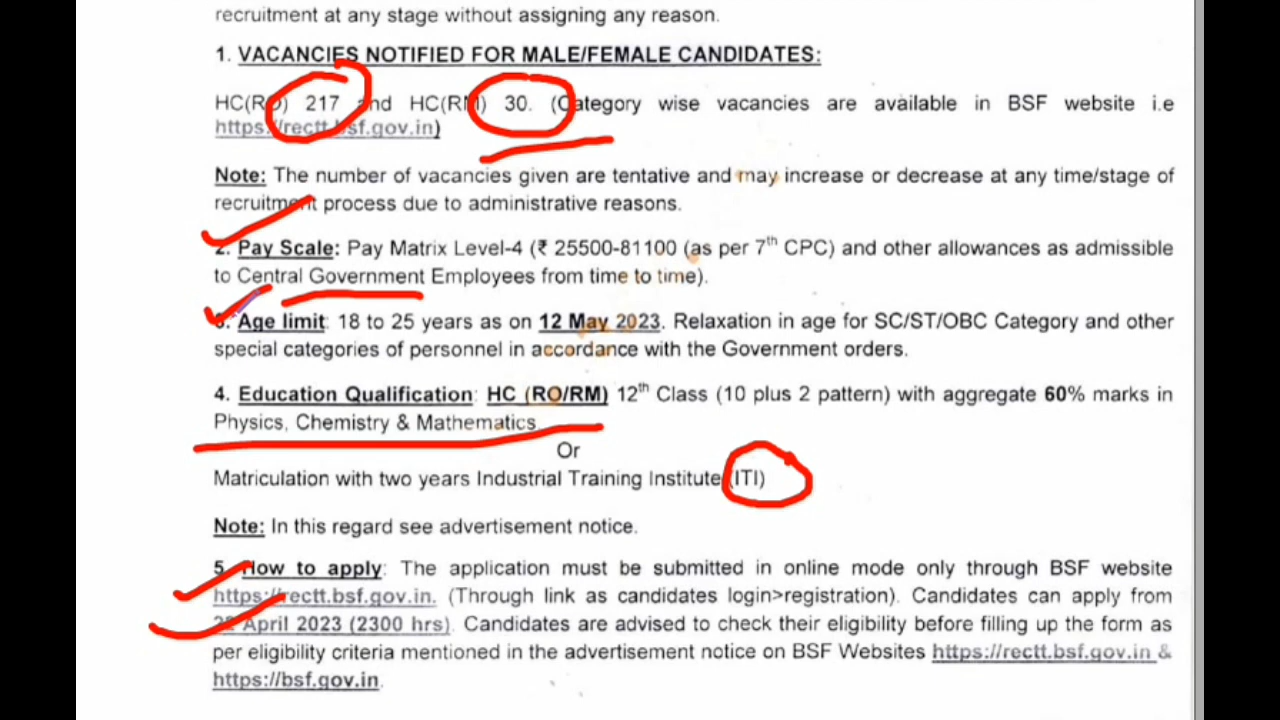 recruitment at any stage without assigning any reason.
1. VACANCIES NOTIFIED FOR MALE/FEMALE CANDIDATES:
HC(RO) 217 and HC(RM) 30. (Category wise vacancies are available in BSF website i.e
https://rectt.bsf.gov.in)
Note: The number of vacancies given are tentative and may increase or decrease at any time/stage of
recruitment process due to administrative reasons.
2. Pay Scale: Pay Matrix Level-4 (₹ 25500-81100 (as per 7th CPC) and other allowances as admissible
to Central Government Employees from time to time).
3. Age limit: 18 to 25 years as on 12 May 2023. Relaxation in age for SC/ST/OBC Category and other
special categories of personnel in accordance with the Government orders.
4. Education Qualification: HC (RO/RM) 12th Class (10 plus 2 pattern) with aggregate 60% marks in
Physics, Chemistry & Mathematics.
Or
Matriculation with two years Industrial Training Institute (ITI)
Note: In this regard see advertisement notice.
5. How to apply: The application must be submitted in online mode only through BSF website
https://rectt.bsf.gov.in. (Through link as candidates login>registration). Candidates can apply from
April 2023 (2300 hrs). Candidates are advised to check their eligibility before filling up the form as
per eligibility criteria mentioned in the advertisement notice on BSF Websites https://rectt.bsf.gov.in &
https://bsf.gov.in.